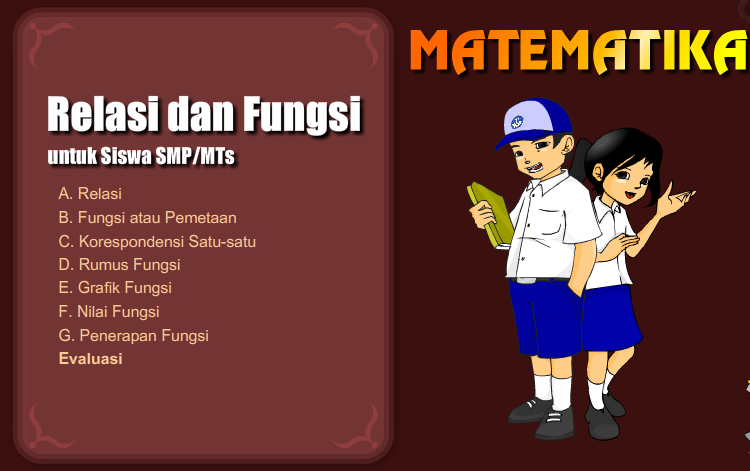 MATEMATIKA
Relasi dan Fungsi
untuk Siswa SMP/MTs
A. Relasi
B. Fungsi atau Pemetaan
C. Korespondensi Satu-satu
D. Rumus Fungsi
E. Grafik Fungsi
F. Nilai Fungsi
G. Penerapan Fungsi
Evaluasi